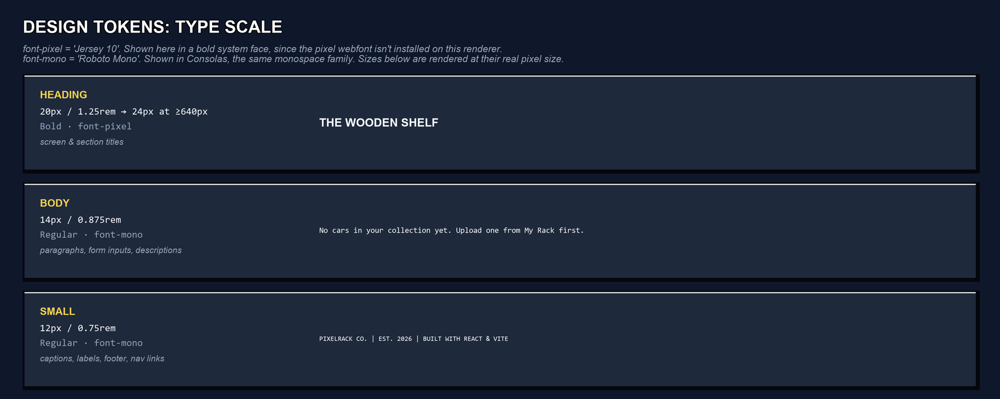 DESIGN TOKENS: TYPE SCALE
font-pixel = 'Jersey 10'. Shown here in a bold system face, since the pixel webfont isn't installed on this renderer.
font-mono = 'Roboto Mono'. Shown in Consolas, the same monospace family. Sizes below are rendered at their real pixel size.
HEADING
20px / 1.25rem → 24px at ≥640px
Bold · font-pixel
screen & section titles
THE WOODEN SHELF
BODY
14px / 0.875rem
Regular · font-mono
paragraphs, form inputs, descriptions
No cars in your collection yet. Upload one from My Rack first.
SMALL
12px / 0.75rem
Regular · font-mono
captions, labels, footer, nav links
PIXELRACK CO. | EST. 2026 | BUILT WITH REACT & VITE